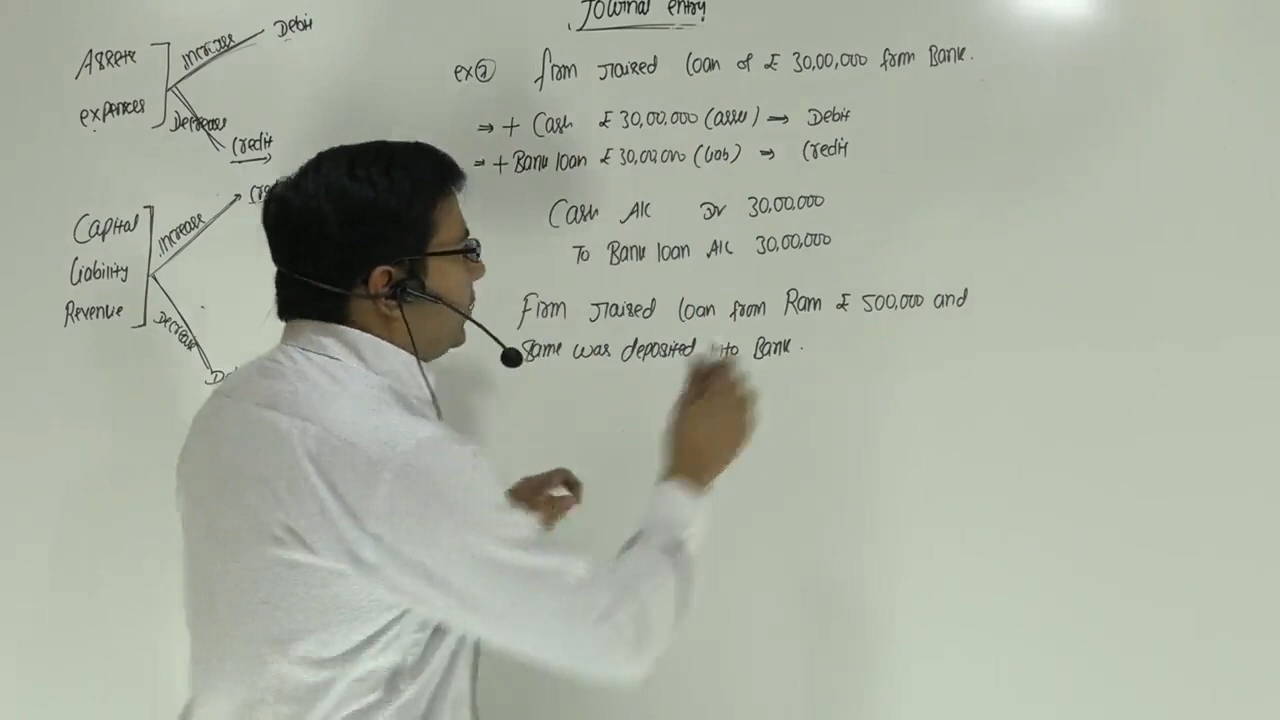 Journal entry
Assets
expences
increase
Debit
Decrease
Credit
Capital
Liability
Revenue
increase
Decrease
ex② firm raised loan of £ 30,00,000 from Bank.
⇒ + Cash £ 30,00,000 (asset) → Debit
⇒ + Bank loan £ 30,00,000 (liab) → Credit
Cash A/C Dr 30,00,000
To Bank loan A/C 30,00,000
Firm raised loan from Ram £ 500,000 and
same was deposited into Bank.